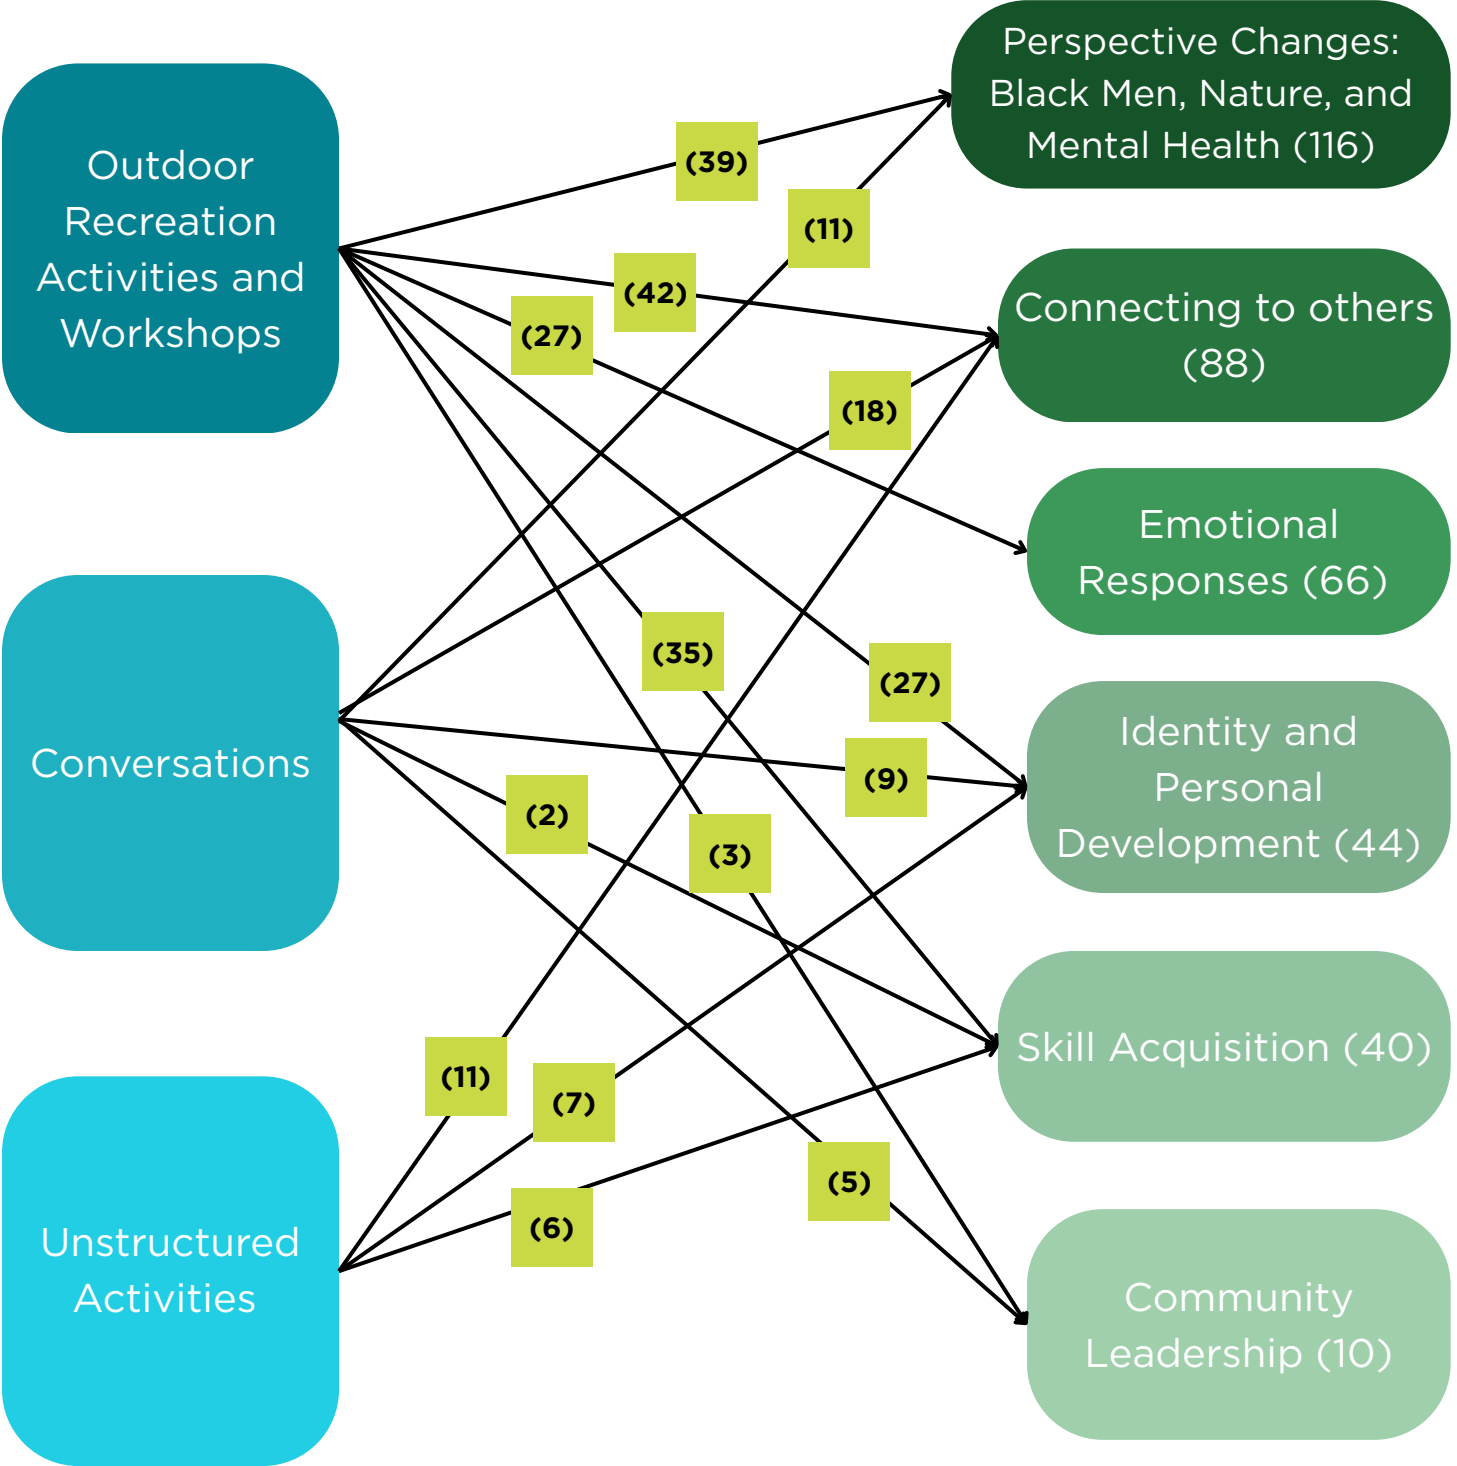 Outdoor
Recreation
Activities and
Workshops
Conversations
Unstructured
Activities
(39)
(11)
(42)
(27)
(18)
(35)
(27)
(9)
(2)
(3)
(11)
(7)
(5)
(6)
Perspective Changes:
Black Men, Nature, and
Mental Health (116)
Connecting to others
(88)
Emotional
Responses (66)
Identity and
Personal
Development (44)
Skill Acquisition (40)
Community
Leadership (10)